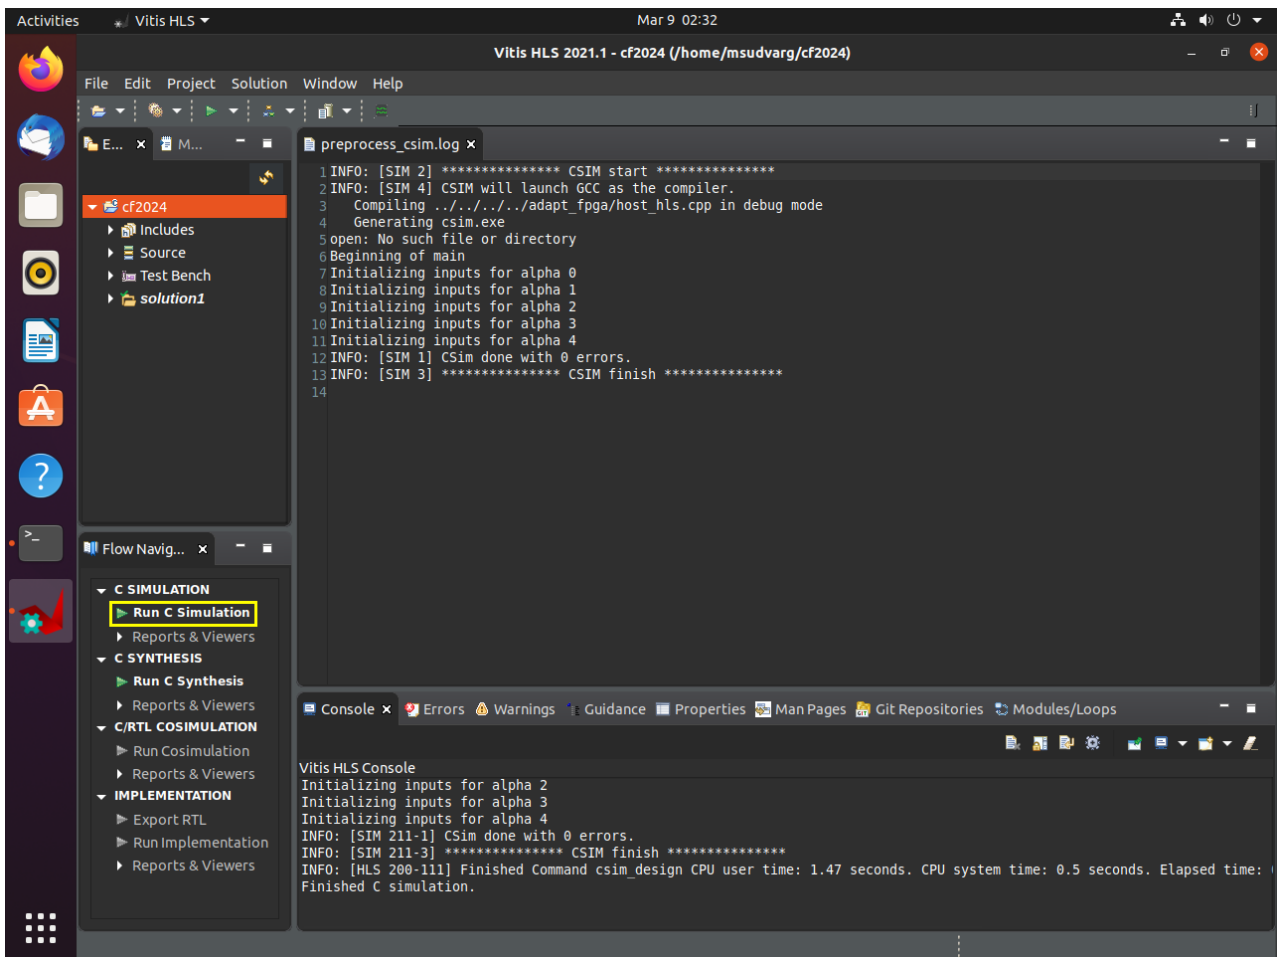 Activities Vitis HLS Mar 9 02:32
Vitis HLS 2021.1 - cf2024 (/home/msudvarg/cf2024)
File Edit Project Solution Window Help
E... M...
cf2024
Includes
Source
Test Bench
solution1
preprocess_csim.log
1 INFO: [SIM 2] *************** CSIM start ***************
2 INFO: [SIM 4] CSIM will launch GCC as the compiler.
3 Compiling ../../../../adapt_fpga/host_hls.cpp in debug mode
4 Generating csim.exe
5 open: No such file or directory
6 Beginning of main
7 Initializing inputs for alpha 0
8 Initializing inputs for alpha 1
9 Initializing inputs for alpha 2
10 Initializing inputs for alpha 3
11 Initializing inputs for alpha 4
12 INFO: [SIM 1] CSim done with 0 errors.
13 INFO: [SIM 3] *************** CSIM finish ***************
14
Flow Navig...
C SIMULATION
Run C Simulation
Reports & Viewers
C SYNTHESIS
Run C Synthesis
Reports & Viewers
C/RTL COSIMULATION
Run Cosimulation
Reports & Viewers
IMPLEMENTATION
Export RTL
Run Implementation
Reports & Viewers
Console Errors Warnings Guidance Properties Man Pages Git Repositories Modules/Loops
Vitis HLS Console
Initializing inputs for alpha 2
Initializing inputs for alpha 3
Initializing inputs for alpha 4
INFO: [SIM 211-1] CSim done with 0 errors.
INFO: [SIM 211-3] *************** CSIM finish ***************
INFO: [HLS 200-111] Finished Command csim_design CPU user time: 1.47 seconds. CPU system time: 0.5 seconds. Elapsed time:
Finished C simulation.